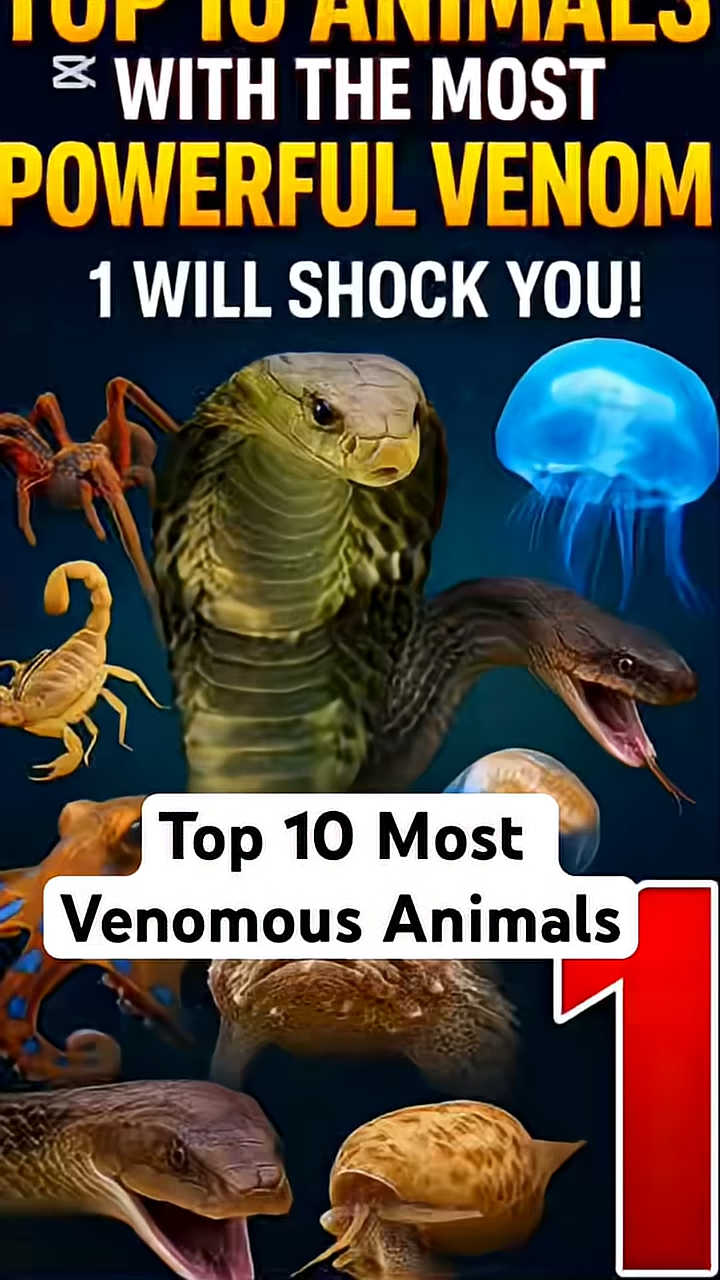 TOP 10 ANIMALS
WITH THE MOST
POWERFUL VENOM
1 WILL SHOCK YOU!
Top 10 Most
Venomous Animals
1